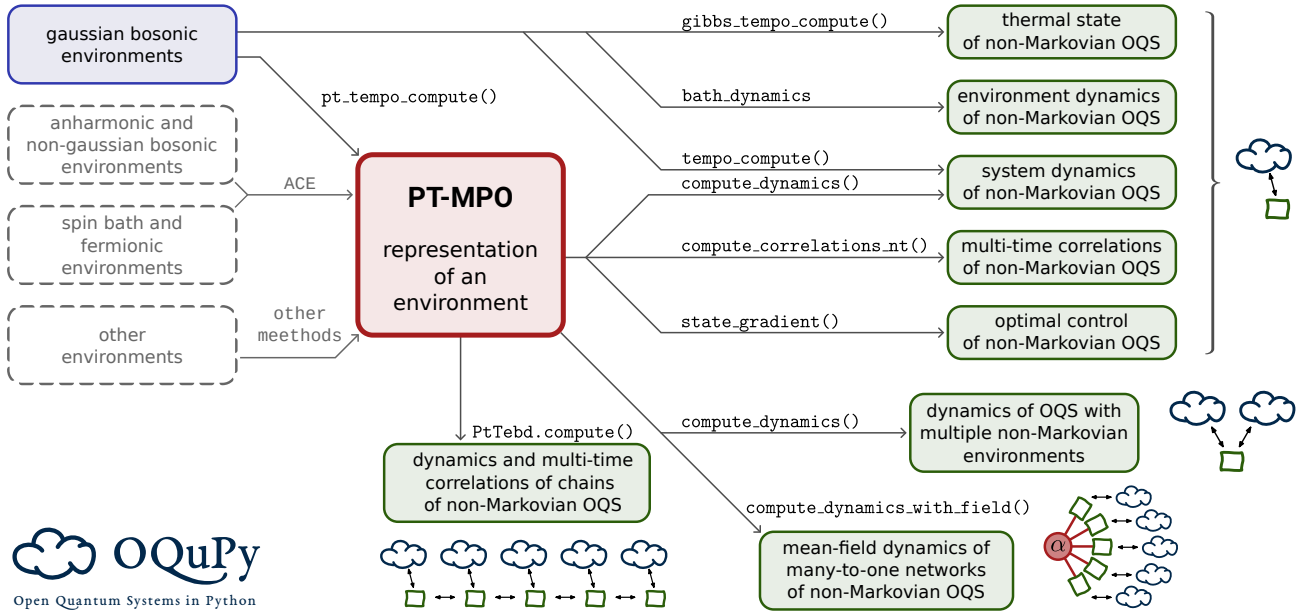 gaussian bosonic
environments
anharmonic and
non-gaussian bosonic
environments
spin bath and
fermionic
environments
other
environments
pt_tempo_compute()
ACE
other
meethods
PT-MPO
representation
of an
environment
gibbs_tempo_compute()
bath_dynamics
tempo_compute()
compute_dynamics()
compute_correlations_nt()
state_gradient()
thermal state
of non-Markovian OQS
environment dynamics
of non-Markovian OQS
system dynamics
of non-Markovian OQS
multi-time correlations
of non-Markovian OQS
optimal control
of non-Markovian OQS
compute_dynamics()
dynamics of OQS with
multiple non-Markovian
environments
PtTebd.compute()
dynamics and multi-time
correlations of chains
of non-Markovian OQS
compute_dynamics_with_field()
mean-field dynamics of
many-to-one networks
of non-Markovian OQS
α
OQuPy
Open Quantum Systems in Python